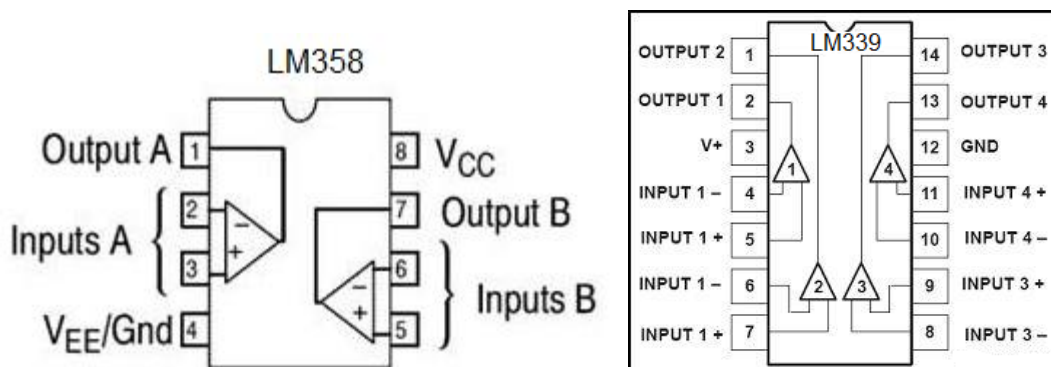 LM358
Output A 1
8 VCC
2
7 Output B
Inputs A
− +
3
6
− +
Inputs B
VEE/Gnd 4
5
LM339
OUTPUT 2 1
14 OUTPUT 3
OUTPUT 1 2
13 OUTPUT 4
V+ 3
12 GND
1
4
INPUT 1 – 4
11 INPUT 4 +
INPUT 1 + 5
10 INPUT 4 –
INPUT 1 – 6
2
3
9 INPUT 3 +
INPUT 1 + 7
8 INPUT 3 –